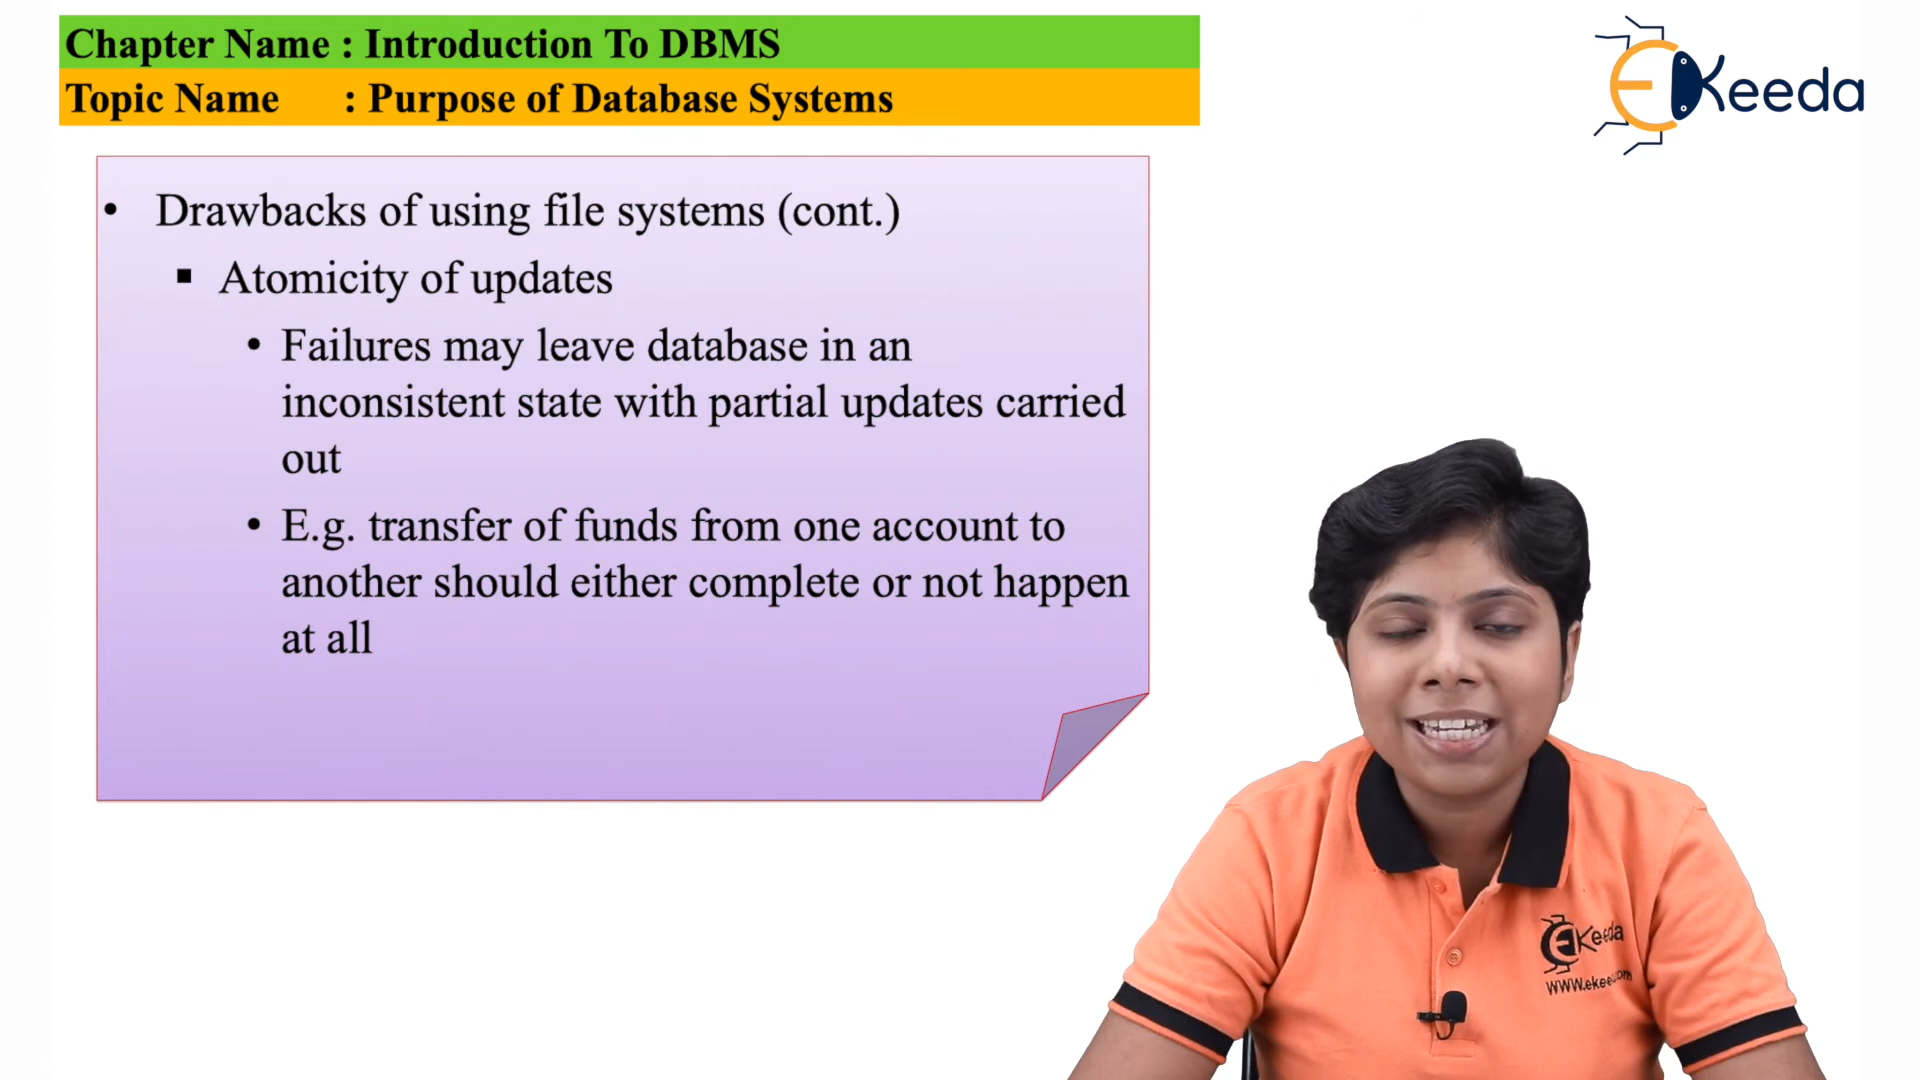 Chapter Name : Introduction To DBMS
Topic Name : Purpose of Database Systems
EKeeda
• Drawbacks of using file systems (cont.)
▪ Atomicity of updates
• Failures may leave database in an
inconsistent state with partial updates carried
out
• E.g. transfer of funds from one account to
another should either complete or not happen
at all
EKeeda
www.ekeeda.com